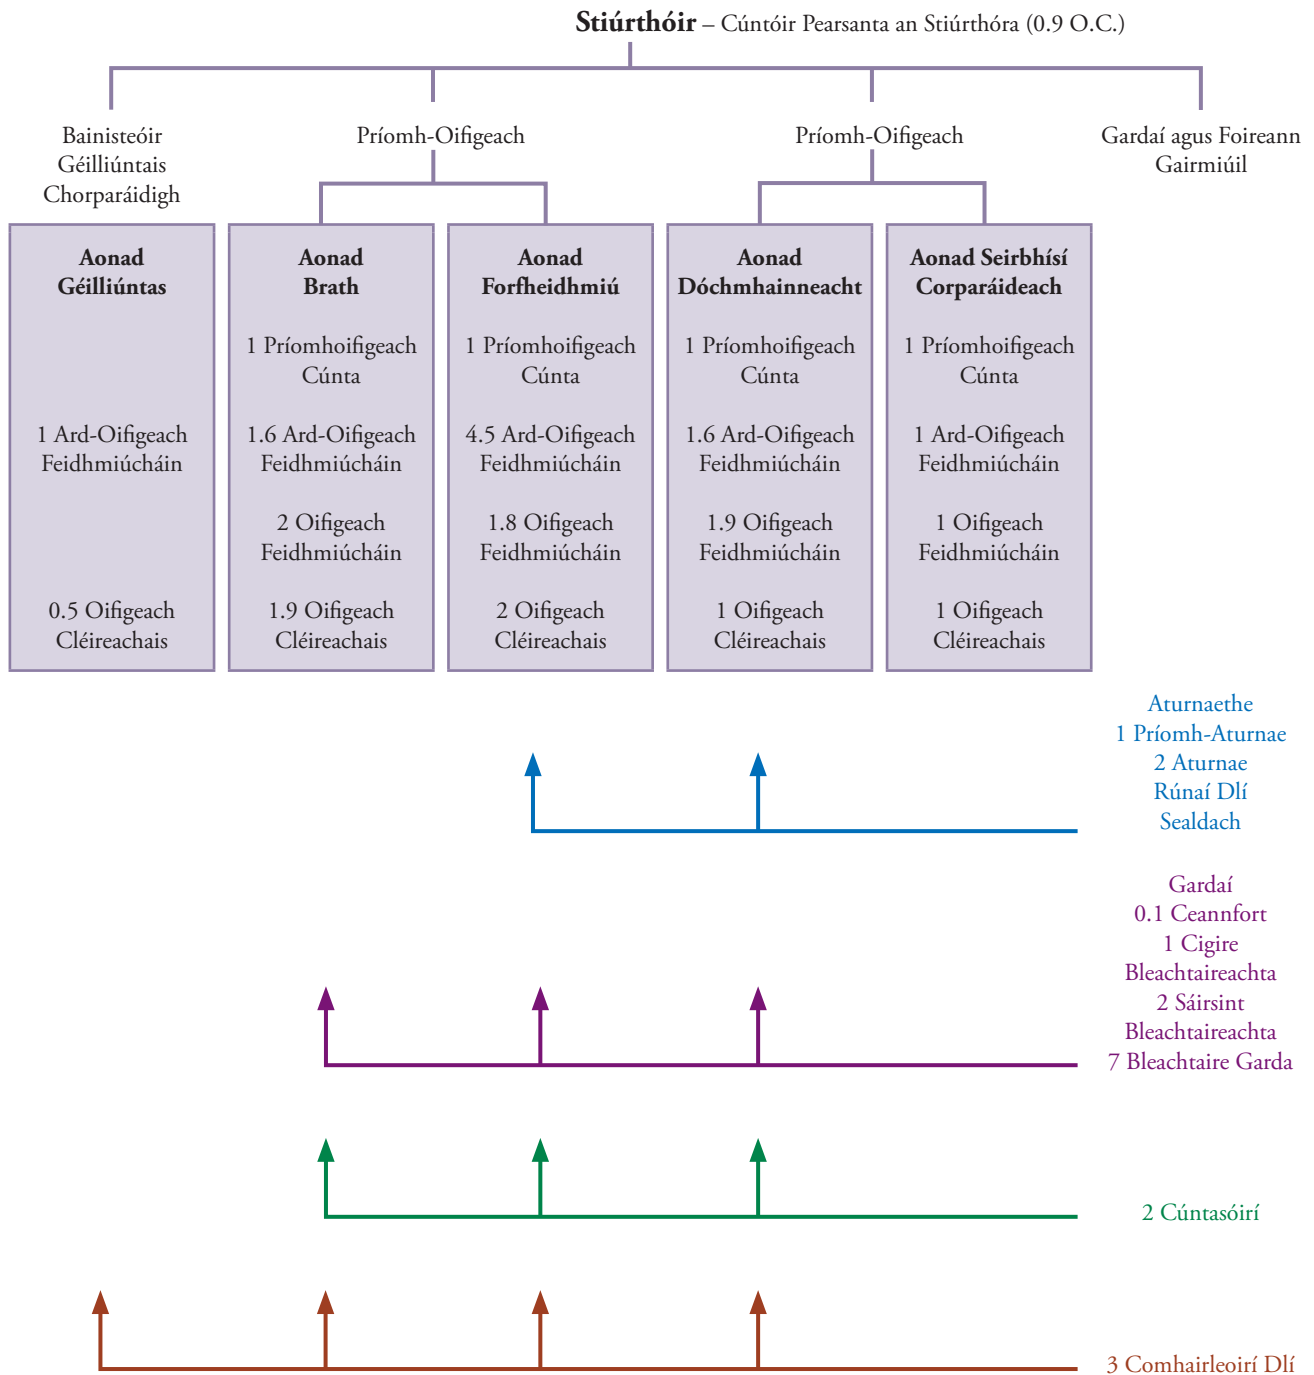 Stiúrthóir – Cúntóir Pearsanta an Stiúrthóra (0.9 O.C.)
Bainisteóir
Géilliúntais
Chorparáidigh
Príomh-Oifigeach
Príomh-Oifigeach
Gardaí agus Foireann
Gairmiúil
Aonad
Géilliúntas
1 Ard-Oifigeach
Feidhmiúcháin
0.5 Oifigeach
Cléireachais
Aonad
Brath
1 Príomhoifigeach
Cúnta
1.6 Ard-Oifigeach
Feidhmiúcháin
2 Oifigeach
Feidhmiúcháin
1.9 Oifigeach
Cléireachais
Aonad
Forfheidhmiú
1 Príomhoifigeach
Cúnta
4.5 Ard-Oifigeach
Feidhmiúcháin
1.8 Oifigeach
Feidhmiúcháin
2 Oifigeach
Cléireachais
Aonad
Dóchmhainneacht
1 Príomhoifigeach
Cúnta
1.6 Ard-Oifigeach
Feidhmiúcháin
1.9 Oifigeach
Feidhmiúcháin
1 Oifigeach
Cléireachais
Aonad Seirbhísí
Corparáideach
1 Príomhoifigeach
Cúnta
1 Ard-Oifigeach
Feidhmiúcháin
1 Oifigeach
Feidhmiúcháin
1 Oifigeach
Cléireachais
Aturnaethe
1 Príomh-Aturnae
2 Aturnae
Rúnaí Dlí
Sealdach
Gardaí
0.1 Ceannfort
1 Cigire
Bleachtaireachta
2 Sáirsint
Bleachtaireachta
7 Bleachtaire Garda
2 Cúntasóirí
3 Comhairleoirí Dlí